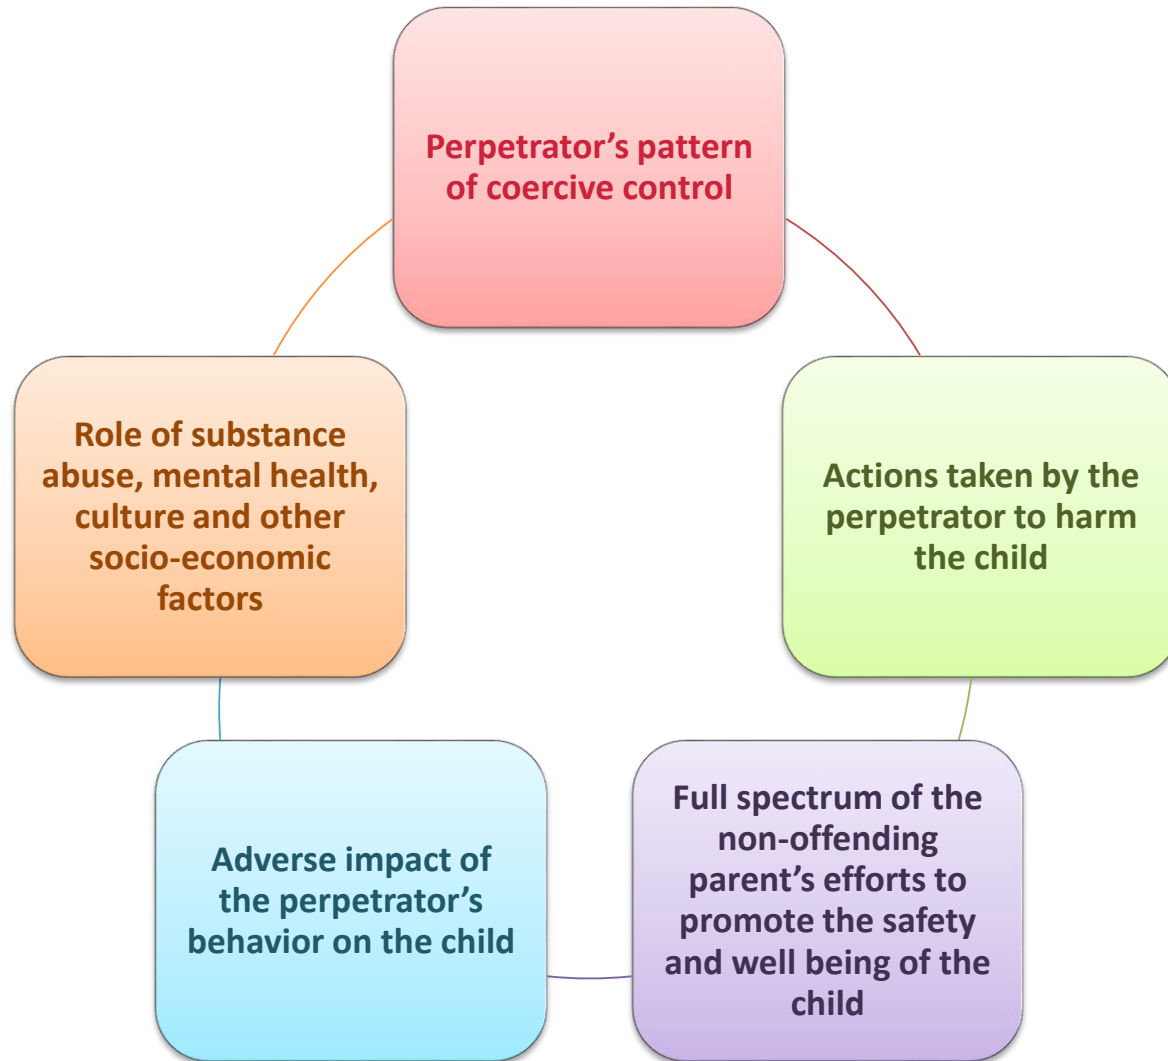 Perpetrator’s pattern
of coercive control
Actions taken by the
perpetrator to harm
the child
Full spectrum of the
non-offending
parent’s efforts to
promote the safety
and well being of the
child
Adverse impact of
the perpetrator’s
behavior on the child
Role of substance
abuse, mental health,
culture and other
socio-economic
factors